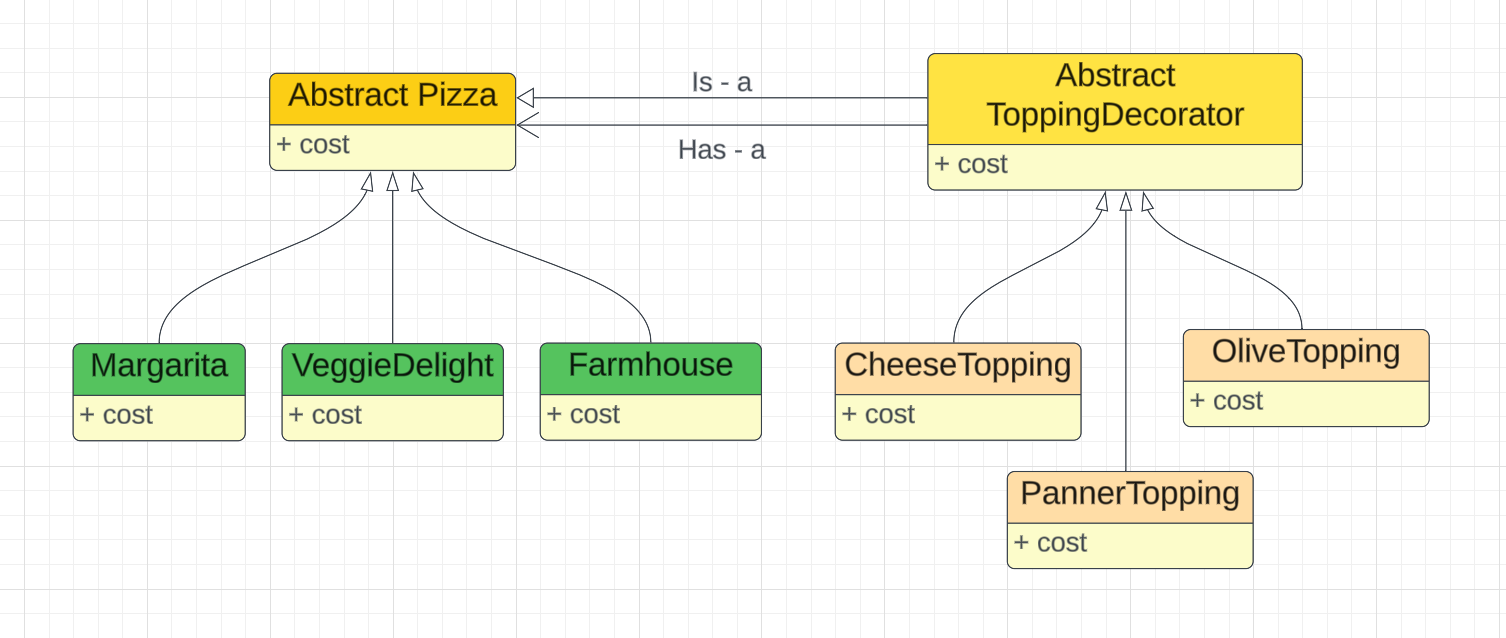 Abstract Pizza
+ cost
Is - a
Has - a
Abstract
ToppingDecorator
+ cost
Margarita
+ cost
VeggieDelight
+ cost
Farmhouse
+ cost
CheeseTopping
+ cost
OliveTopping
+ cost
PannerTopping
+ cost